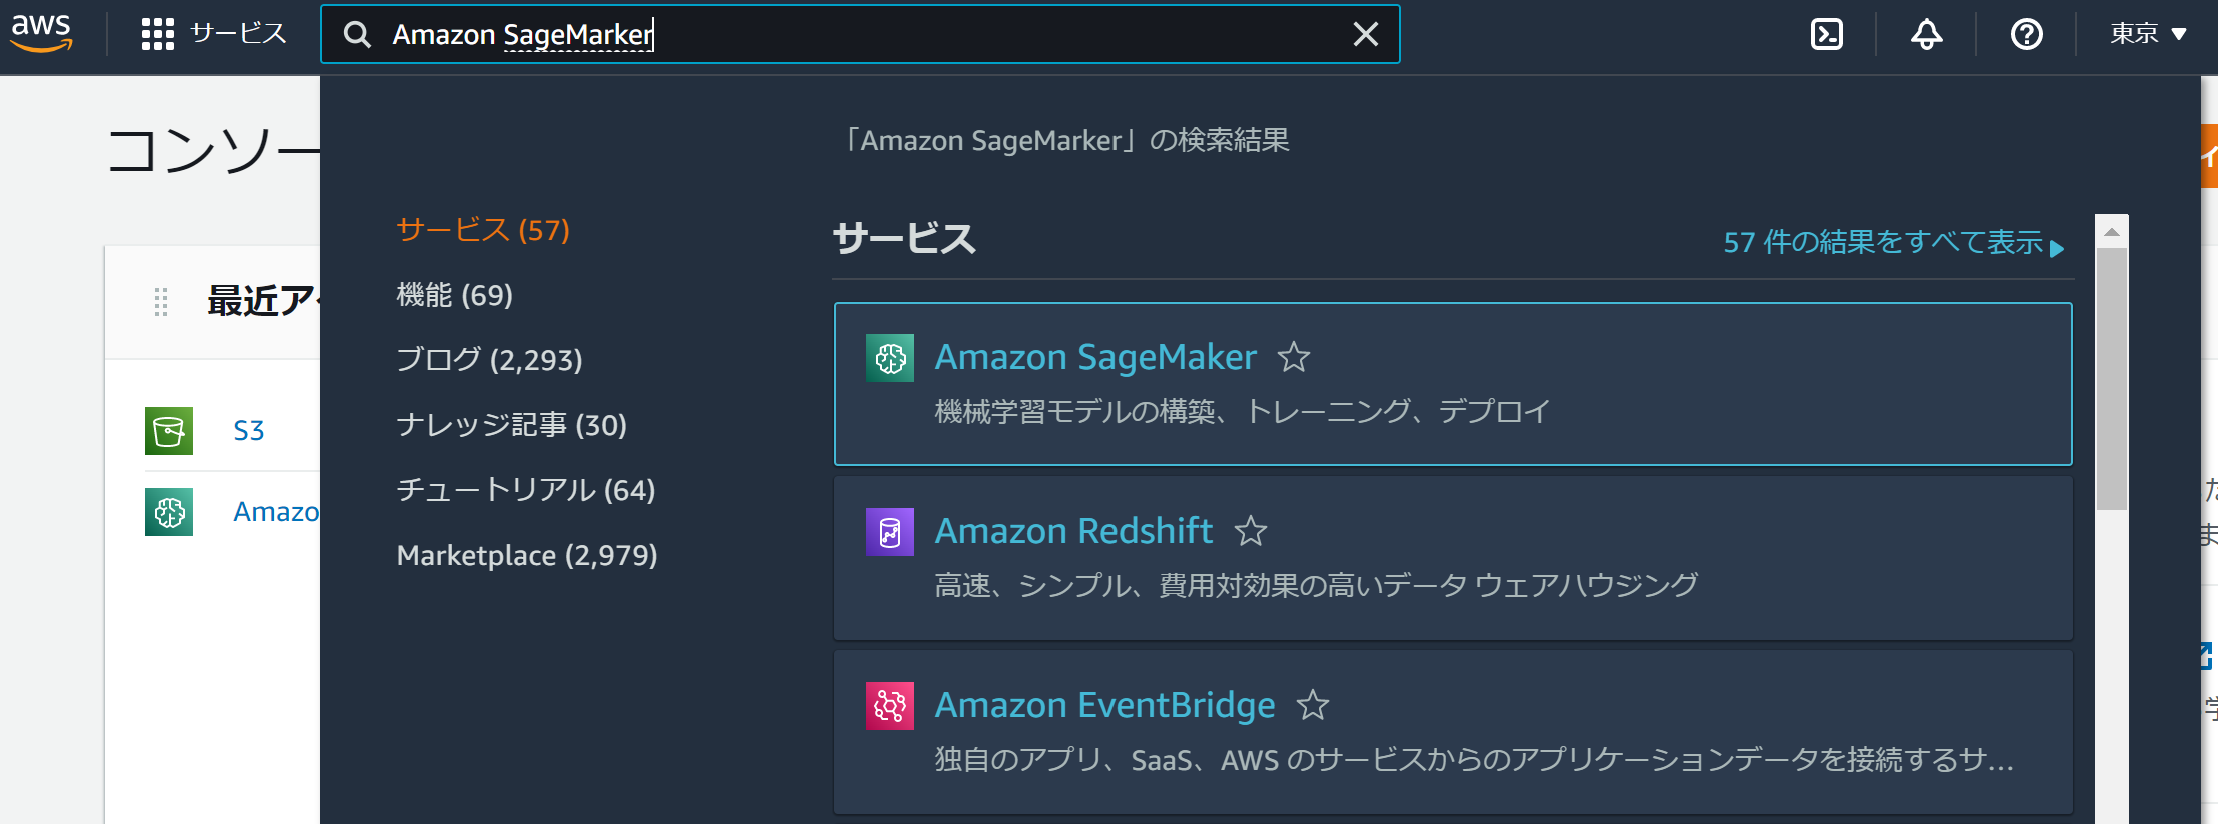 aws
サービス
Amazon SageMarker
東京
コンソー
「Amazon SageMarker」の検索結果
サービス (57)
機能 (69)
ブログ (2,293)
ナレッジ記事 (30)
チュートリアル (64)
Marketplace (2,979)
最近ア
S3
Amazo
サービス
57 件の結果をすべて表示
Amazon SageMaker
機械学習モデルの構築、トレーニング、デプロイ
Amazon Redshift
高速、シンプル、費用対効果の高いデータ ウェアハウジング
Amazon EventBridge
独自のアプリ、SaaS、AWS のサービスからのアプリケーションデータを接続するサ...